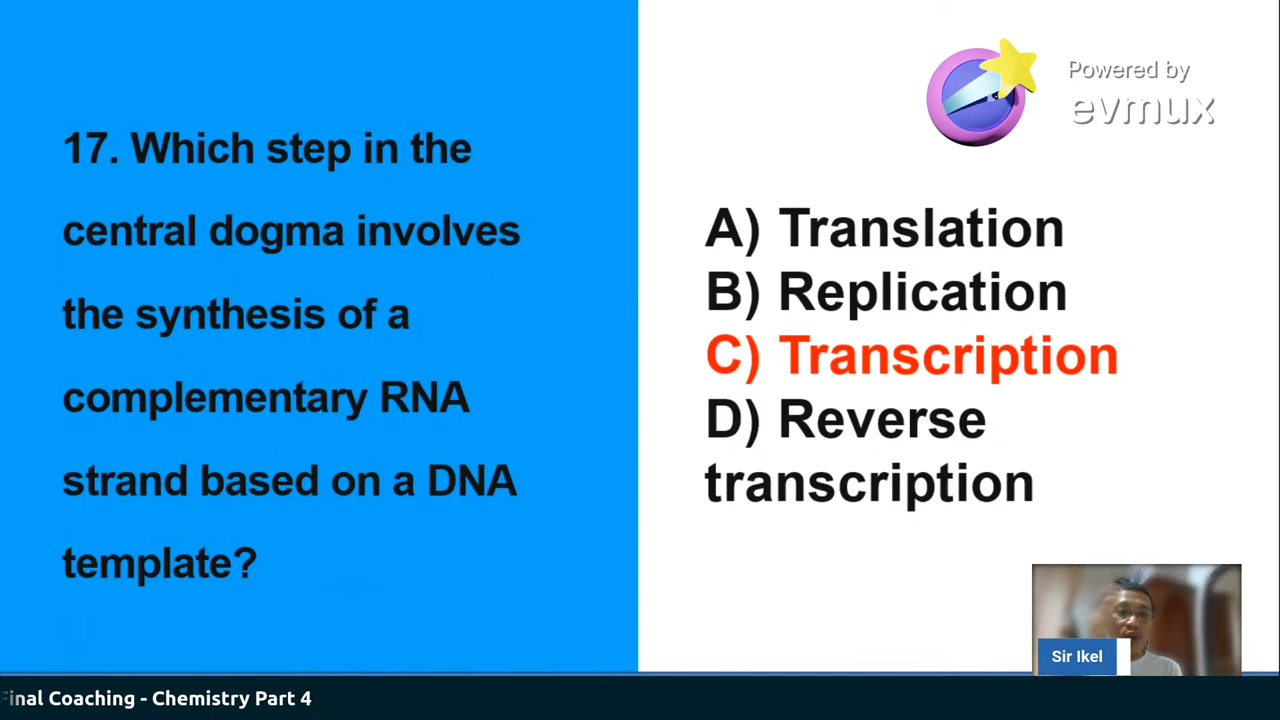 17. Which step in the
central dogma involves
the synthesis of a
complementary RNA
strand based on a DNA
template?
Powered by
evmux
A) Translation
B) Replication
C) Transcription
D) Reverse
transcription
Sir Ikel
Final Coaching - Chemistry Part 4